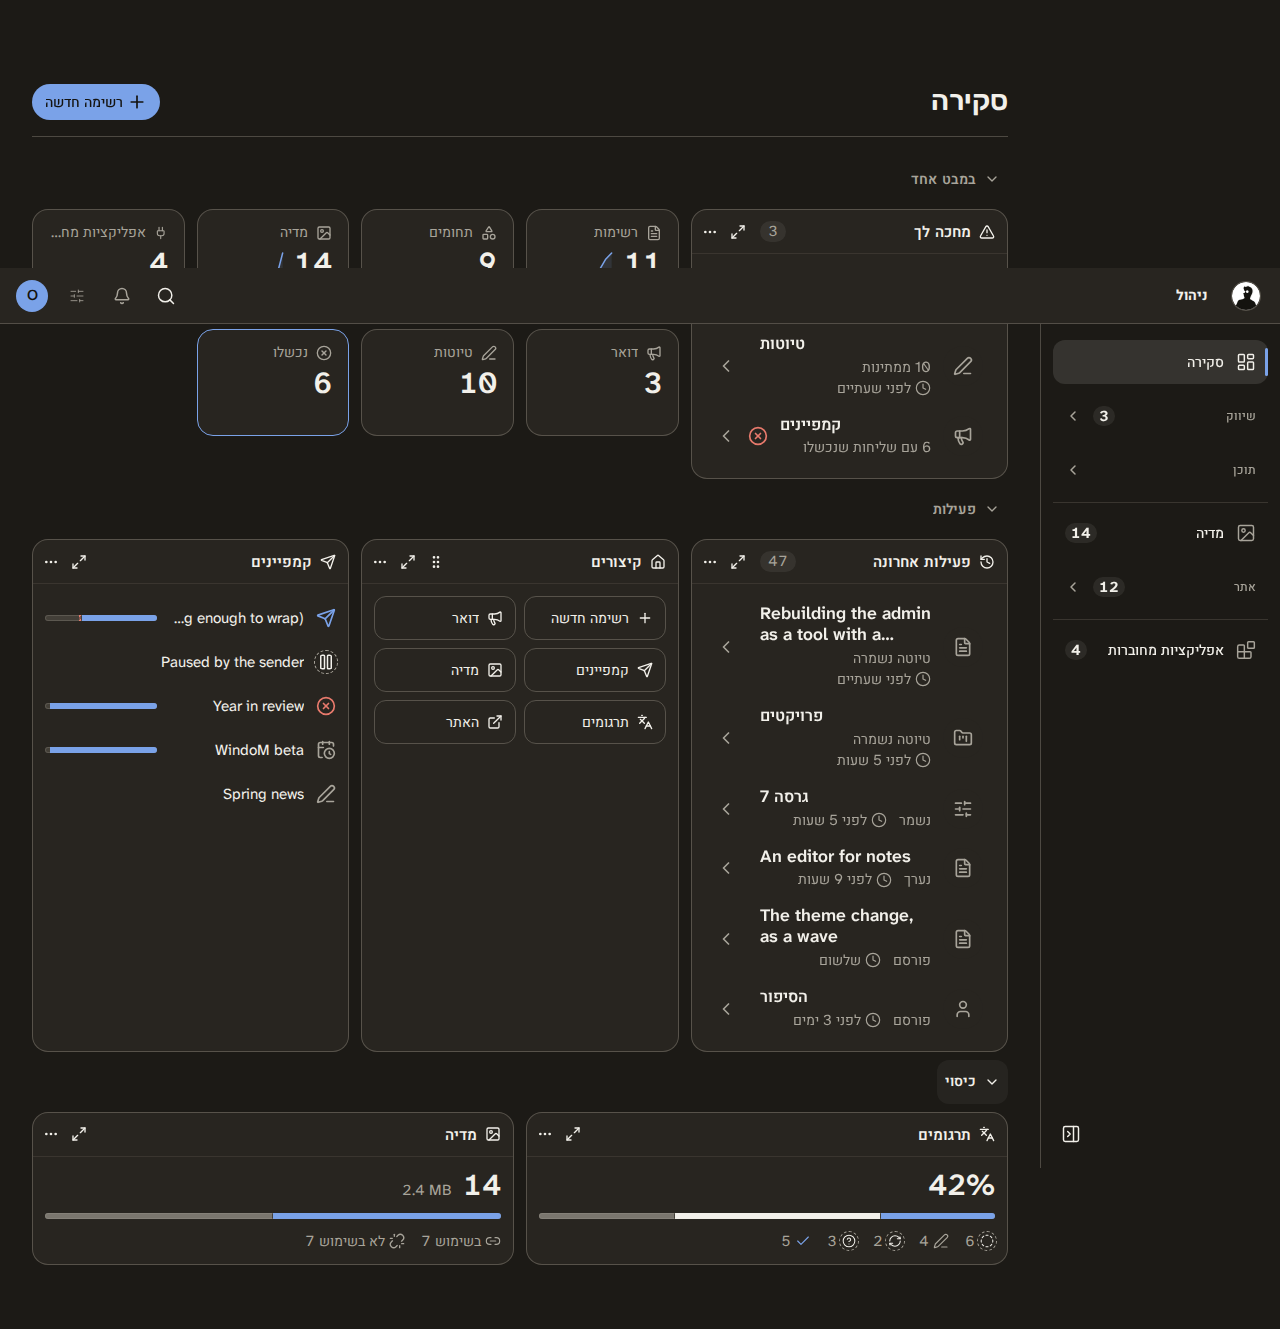 סקירה
רשימה חדשה
במבט אחד
מחכה לך
3
רשימות
11
תחומים
9
מדיה
14
אפליקציות מח...
4
ניהול
O
טיוטות
10 ממתינות
לפני שעתיים
קמפיינים
6 עם שליחות שנכשלו
דואר
3
טיוטות
10
נכשלו
6
סקירה
שיווק
3
תוכן
מדיה
14
אתר
12
אפליקציות מחוברות
4
פעילות
פעילות אחרונה
47
Rebuilding the admin
as a tool with a...
טיוטה נשמרה
לפני שעתיים
פרויקטים
טיוטה נשמרה
לפני 5 שעות
גרסה 7
נשמר לפני 5 שעות
An editor for notes
נערך לפני 9 שעות
The theme change,
as a wave
פורסם שלשום
הסיפור
פורסם לפני 3 ימים
קיצורים
רשימה חדשה
דואר
קמפיינים
מדיה
תרגומים
האתר
קמפיינים
...g enough to wrap)
Paused by the sender
Year in review
WindoM beta
Spring news
כיסוי
תרגומים
42%
6 4 2 3 5
מדיה
14 2.4 MB
בשימוש 7 לא בשימוש 7